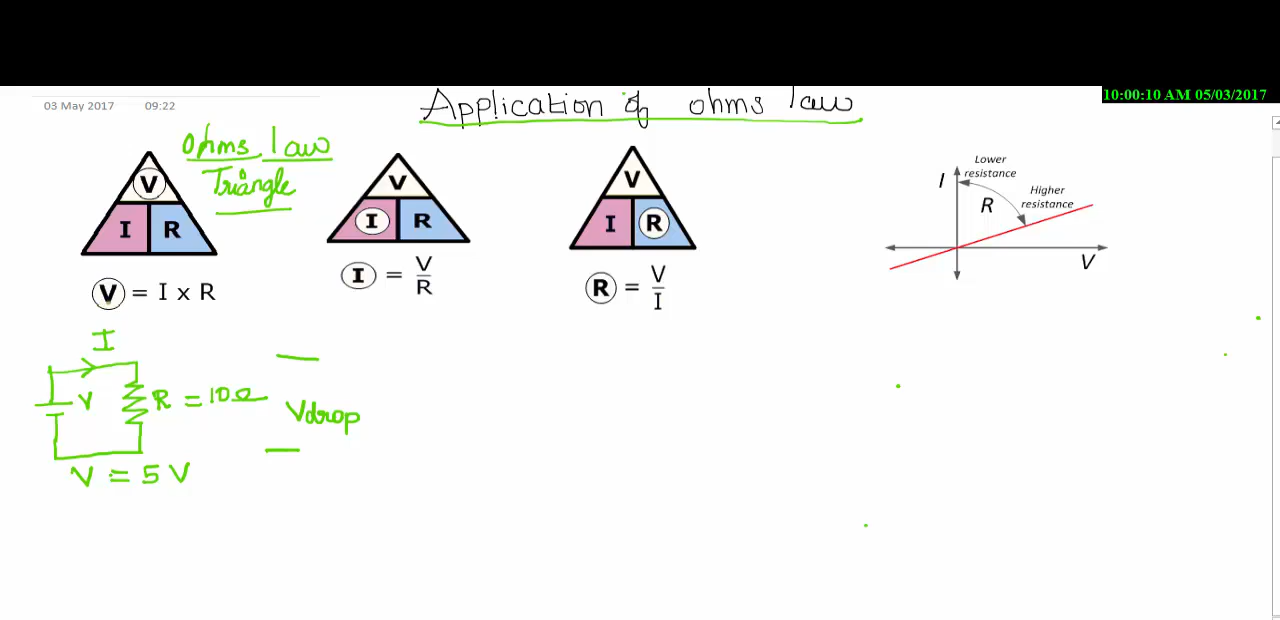 10:00:10 AM 05/03/2017
03 May 2017 09:22
Application of ohms law
ohms law
Triangle
V
I R
V = I x R
V
I R
I = V
R
V
I R
R = V
I
Lower
resistance
I
Higher
resistance
R
V
I
V
R = 10Ω
Vdrop
V = 5V